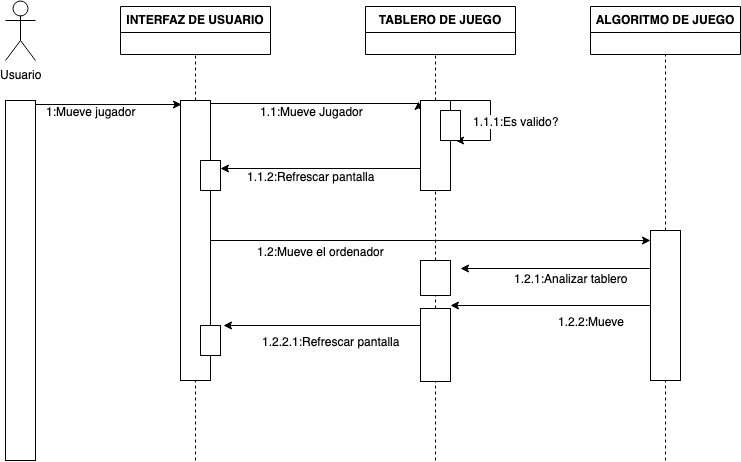 INTERFAZ DE USUARIO
TABLERO DE JUEGO
ALGORITMO DE JUEGO
Usuario
1:Mueve jugador
1.1:Mueve Jugador
1.1.1:Es valido?
1.1.2:Refrescar pantalla
1.2:Mueve el ordenador
1.2.1:Analizar tablero
1.2.2:Mueve
1.2.2.1:Refrescar pantalla